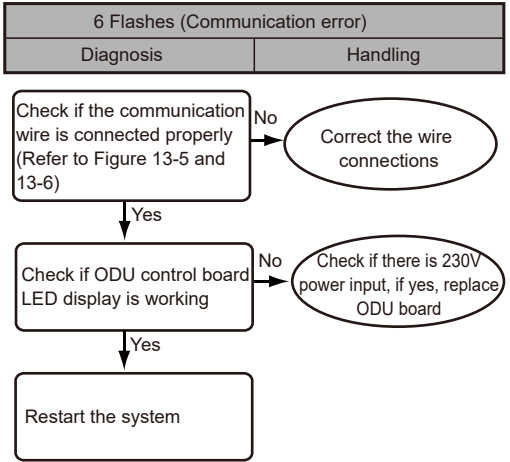 6 Flashes (Communication error)
Diagnosis
Handling
Check if the communication
wire is connected properly
(Refer to Figure 13-5 and
13-6)
No
Correct the wire
connections
Yes
Check if ODU control board
LED display is working
No
Check if there is 230V
power input, if yes, replace
ODU board
Yes
Restart the system